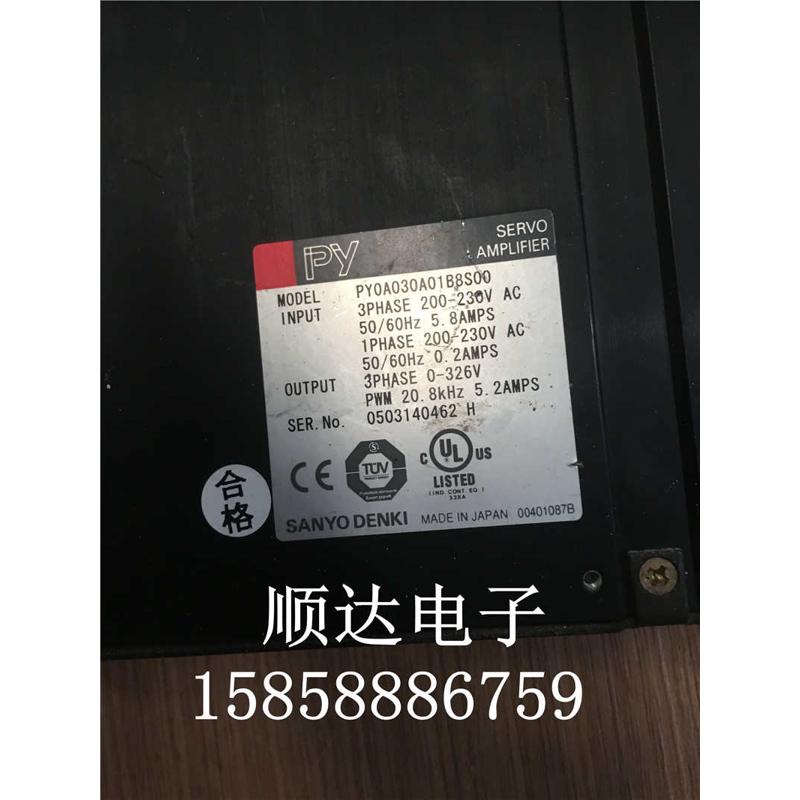 PY
SERVO
AMPLIFIER
MODEL PY0A030A01B8S00
INPUT 3PHASE 200-230V AC
50/60Hz 5.8AMPS
1PHASE 200-230V AC
50/60Hz 0.2AMPS
OUTPUT 3PHASE 0-326V
PWM 20.8kHz 5.2AMPS
SER.No. 0503140462 H
CE
TÜV
C UL US
LISTED
(IND. CONT. EQ.)
33XA
SANYO DENKI MADE IN JAPAN 00401087B
合格
顺达电子
15858886759